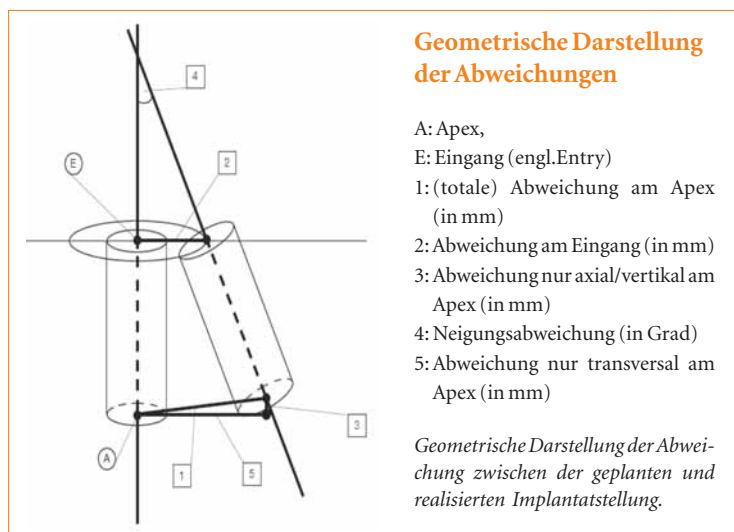 4
E
2
3
A
1
5
Geometrische Darstellung
der Abweichungen
A: Apex,
E: Eingang (engl.Entry)
1: (totale) Abweichung am Apex
(in mm)
2: Abweichung am Eingang (in mm)
3: Abweichung nur axial/vertikal am
Apex (in mm)
4: Neigungsabweichung (in Grad)
5: Abweichung nur transversal am
Apex (in mm)
Geometrische Darstellung der Abwei-
chung zwischen der geplanten und
realisierten Implantatstellung.